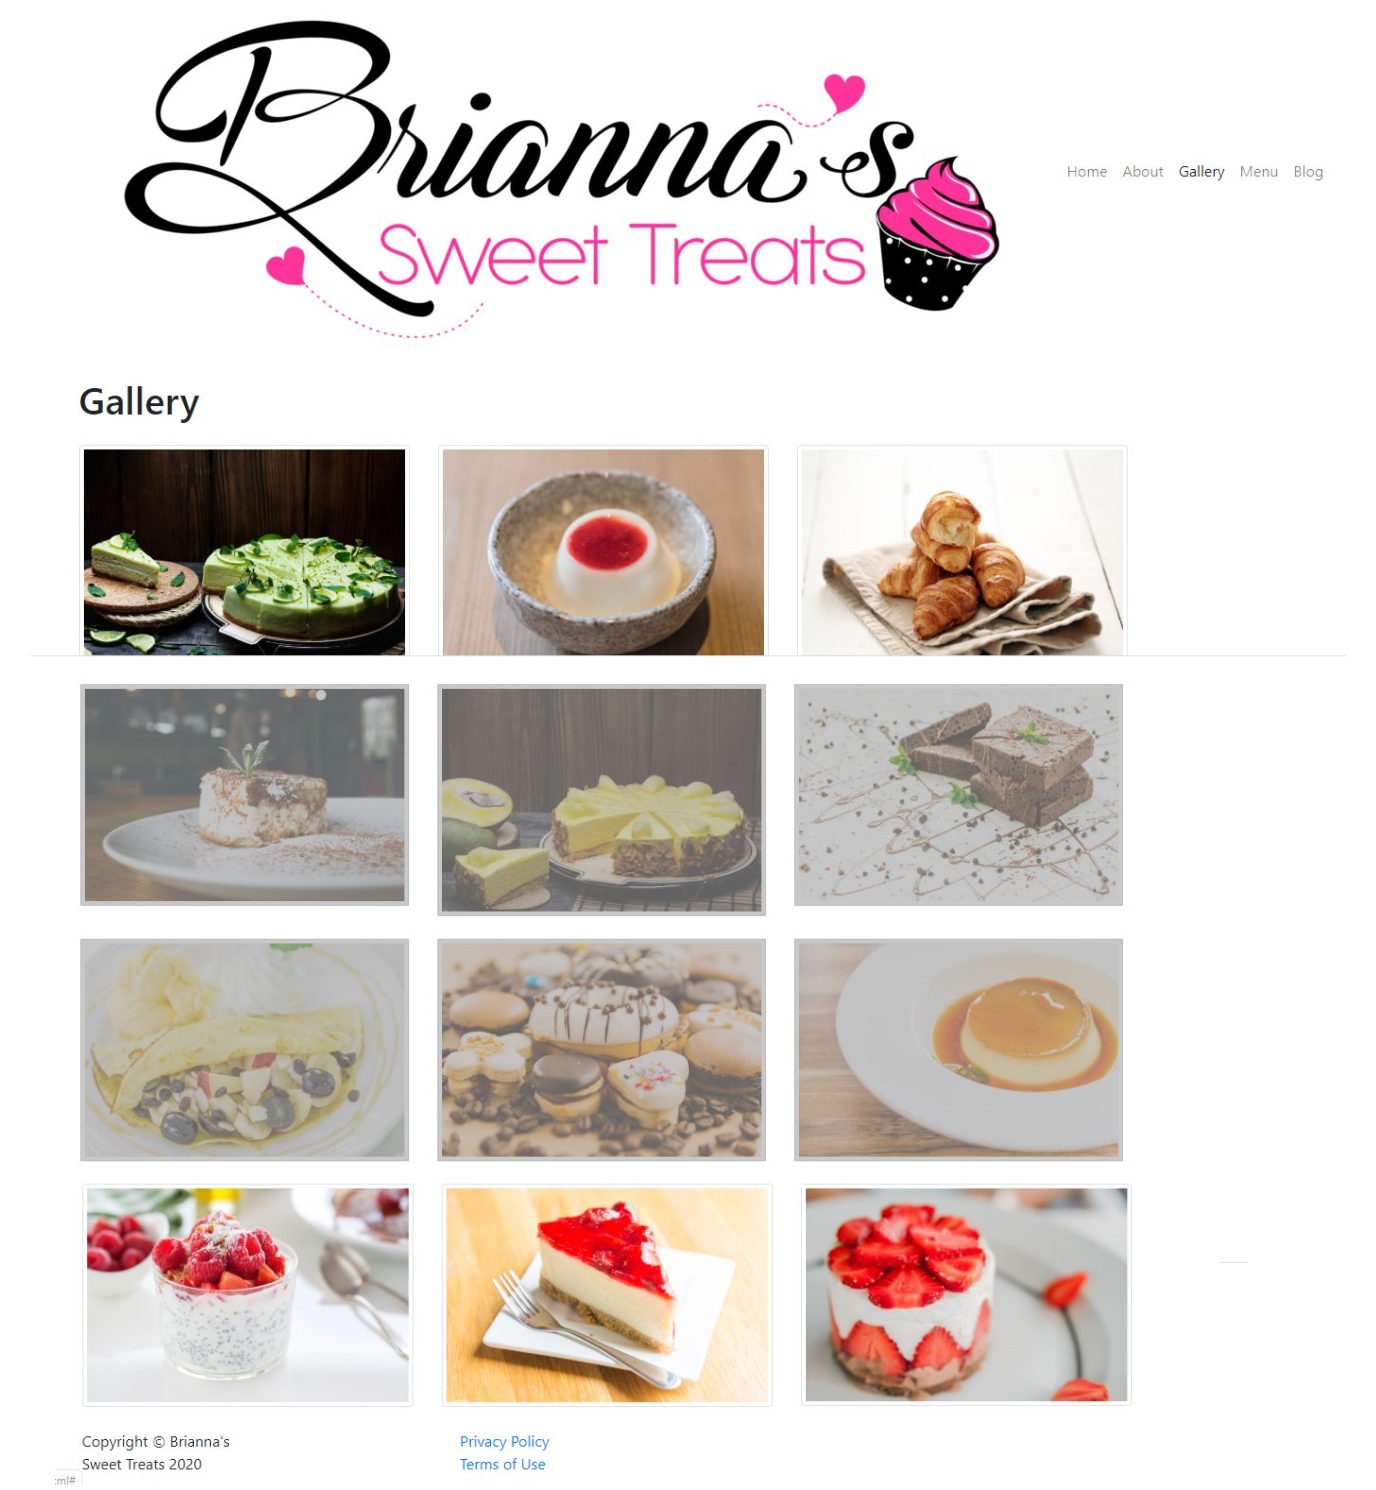 Brianna's
Sweet Treats
Home About Gallery Menu Blog
Gallery
Copyright © Brianna's
Sweet Treats 2020
Privacy Policy
Terms of Use
:ml#